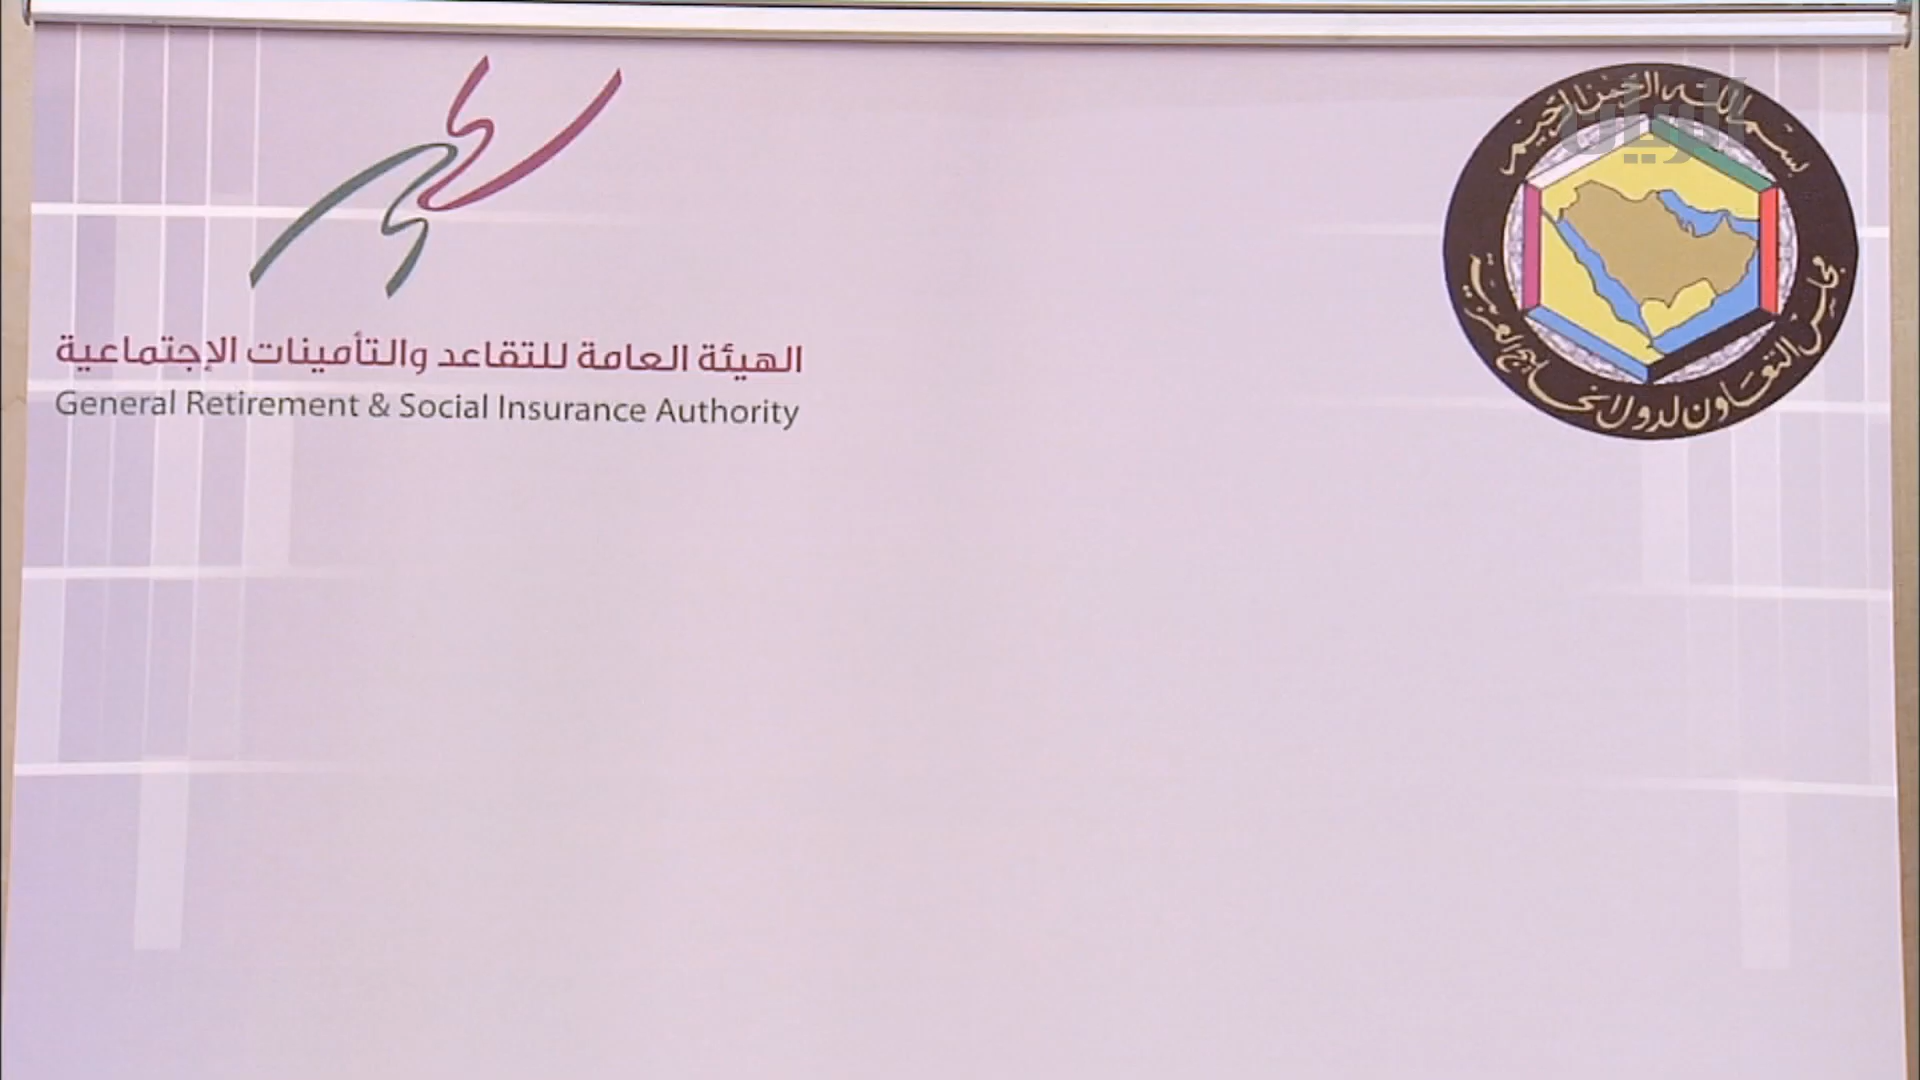 الهيئة العامة للتقاعد والتأمينات الإجتماعية
General Retirement & Social Insurance Authority
بسم الله الرحمن الرحيم
مجلس التعاون لدول الخليج العربية
الريان